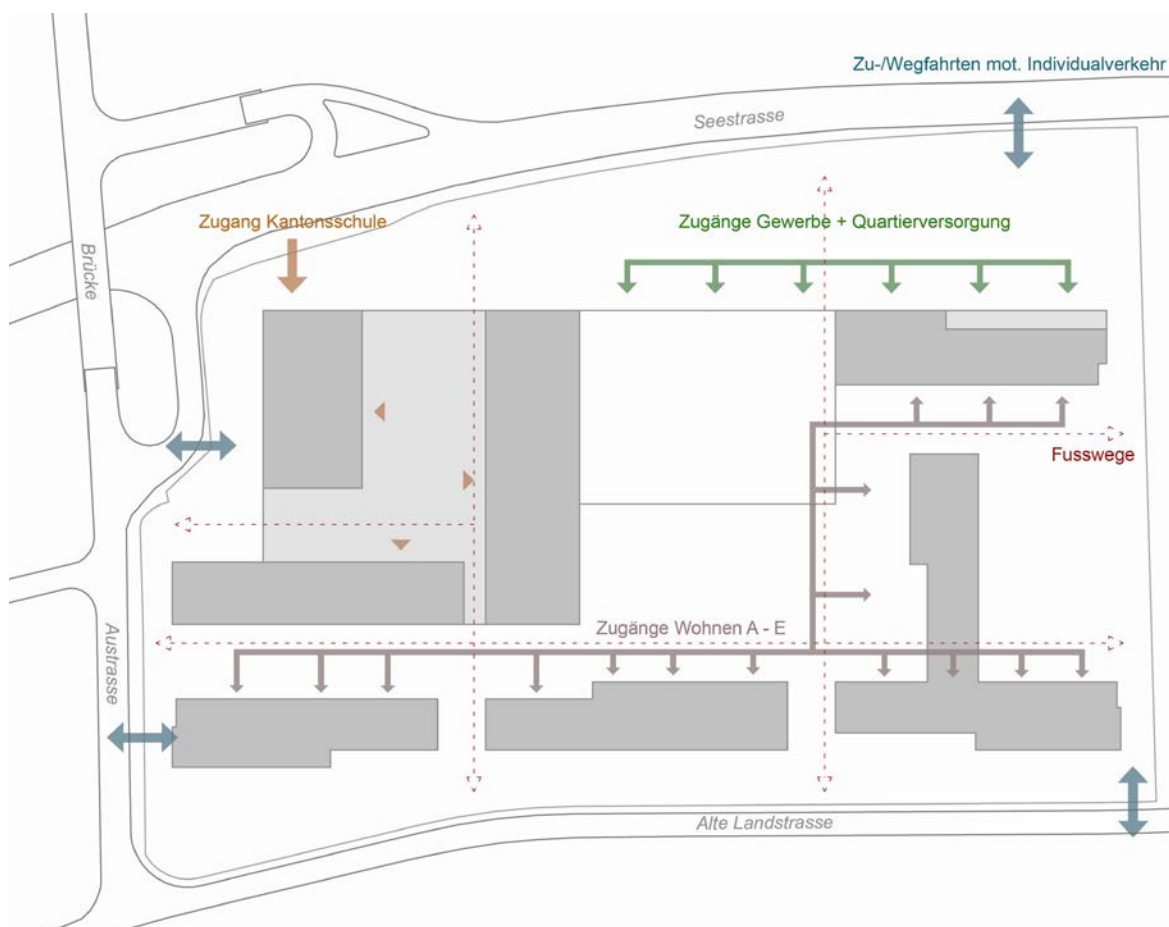 Zu-/Wegfahrten mot. Individualverkehr
Seestrasse
Zugang Kantonsschule
Zugänge Gewerbe + Quartierversorgung
Brücke
Fusswege
Zugänge Wohnen A - E
Austrasse
Alte Landstrasse